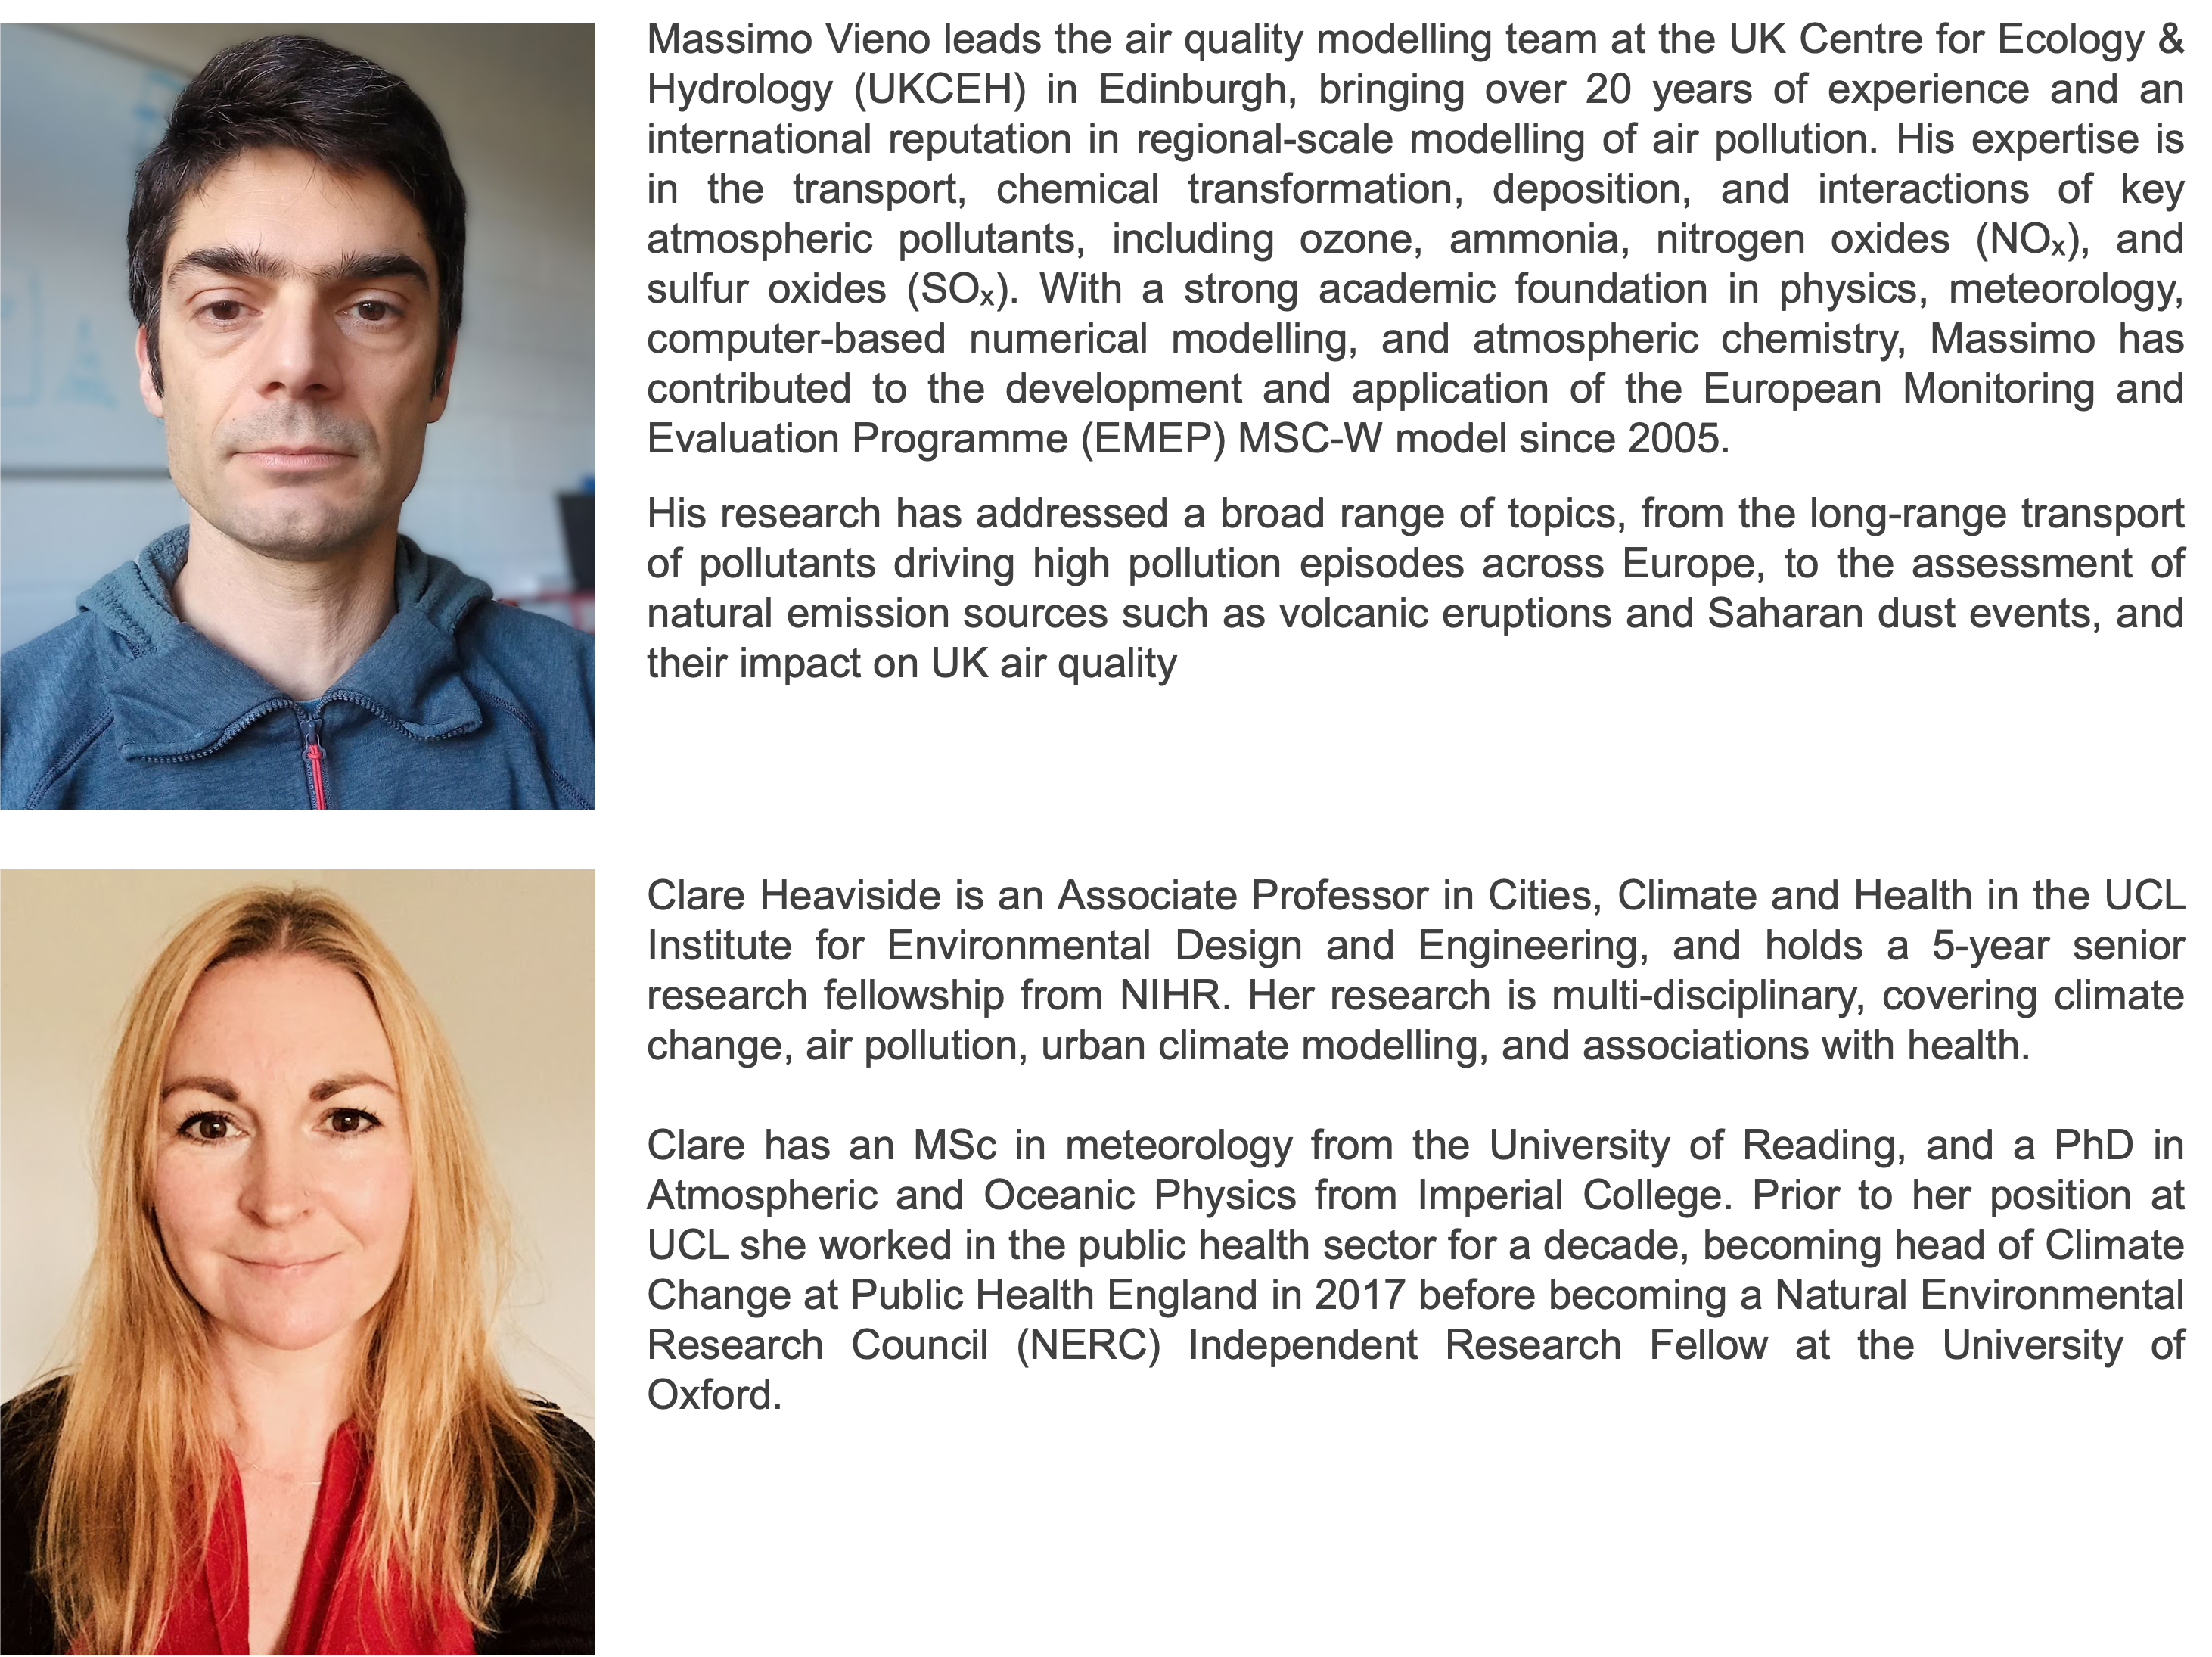 Massimo Vieno leads the air quality modelling team at the UK Centre for Ecology &
Hydrology (UKCEH) in Edinburgh, bringing over 20 years of experience and an
international reputation in regional-scale modelling of air pollution. His expertise is
in the transport, chemical transformation, deposition, and interactions of key
atmospheric pollutants, including ozone, ammonia, nitrogen oxides (NOₓ), and
sulfur oxides (SOₓ). With a strong academic foundation in physics, meteorology,
computer-based numerical modelling, and atmospheric chemistry, Massimo has
contributed to the development and application of the European Monitoring and
Evaluation Programme (EMEP) MSC-W model since 2005.
His research has addressed a broad range of topics, from the long-range transport
of pollutants driving high pollution episodes across Europe, to the assessment of
natural emission sources such as volcanic eruptions and Saharan dust events, and
their impact on UK air quality
Clare Heaviside is an Associate Professor in Cities, Climate and Health in the UCL
Institute for Environmental Design and Engineering, and holds a 5-year senior
research fellowship from NIHR. Her research is multi-disciplinary, covering climate
change, air pollution, urban climate modelling, and associations with health.
Clare has an MSc in meteorology from the University of Reading, and a PhD in
Atmospheric and Oceanic Physics from Imperial College. Prior to her position at
UCL she worked in the public health sector for a decade, becoming head of Climate
Change at Public Health England in 2017 before becoming a Natural Environmental
Research Council (NERC) Independent Research Fellow at the University of
Oxford.